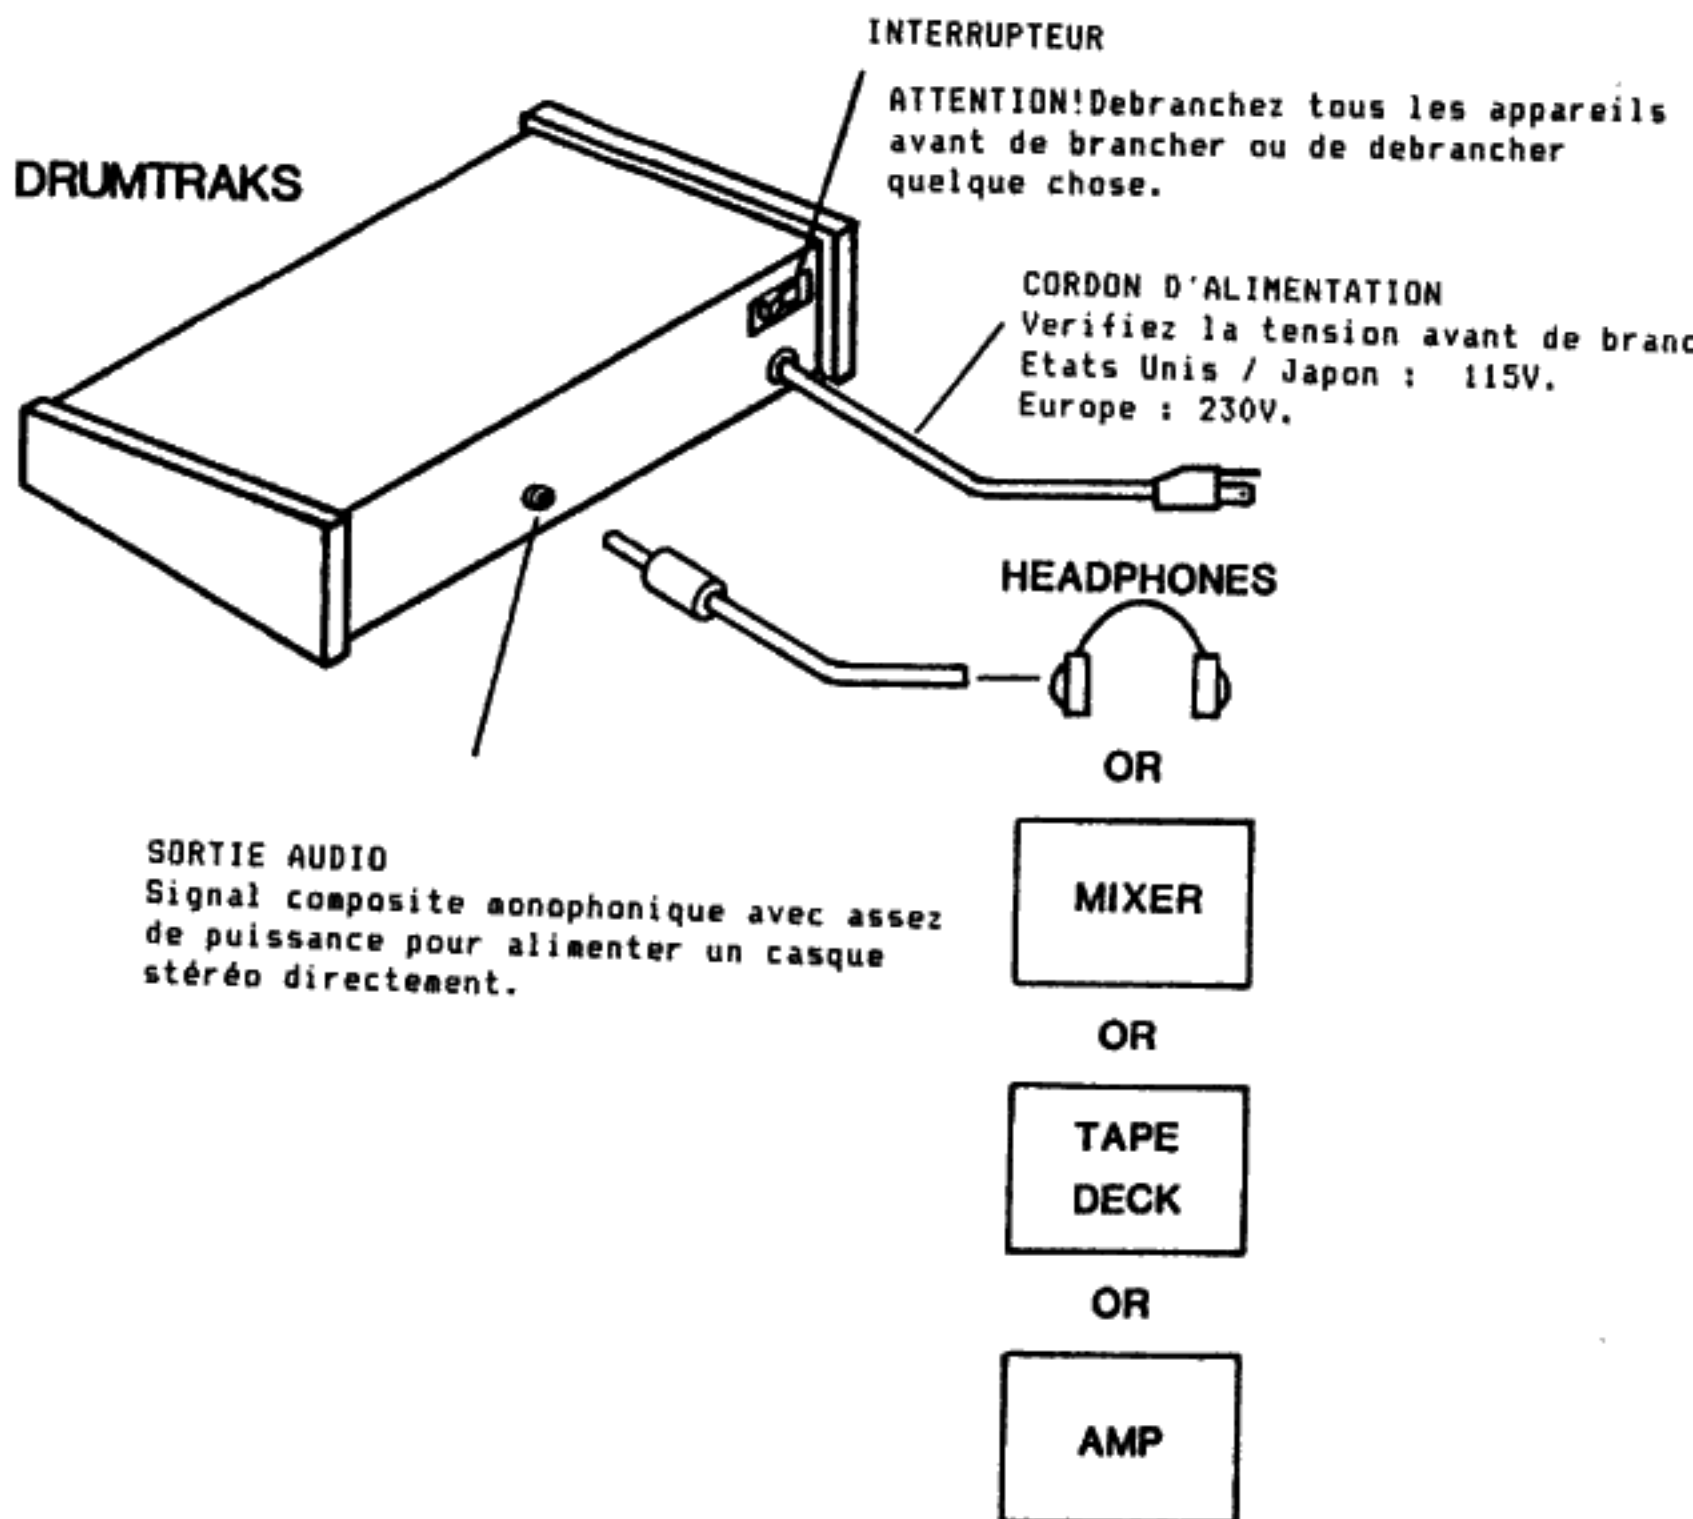 INTERRUPTEUR
ATTENTION!Debranchez tous les appareils
avant de brancher ou de debrancher
quelque chose.
DRUMTRAKS
CORDON D'ALIMENTATION
Verifiez la tension avant de branc
Etats Unis / Japon :  115V.
Europe : 230V.
HEADPHONES
OR
SORTIE AUDIO
Signal composite monophonique avec assez
de puissance pour alimenter un casque
stéréo directement.
MIXER
OR
TAPE
DECK
OR
AMP